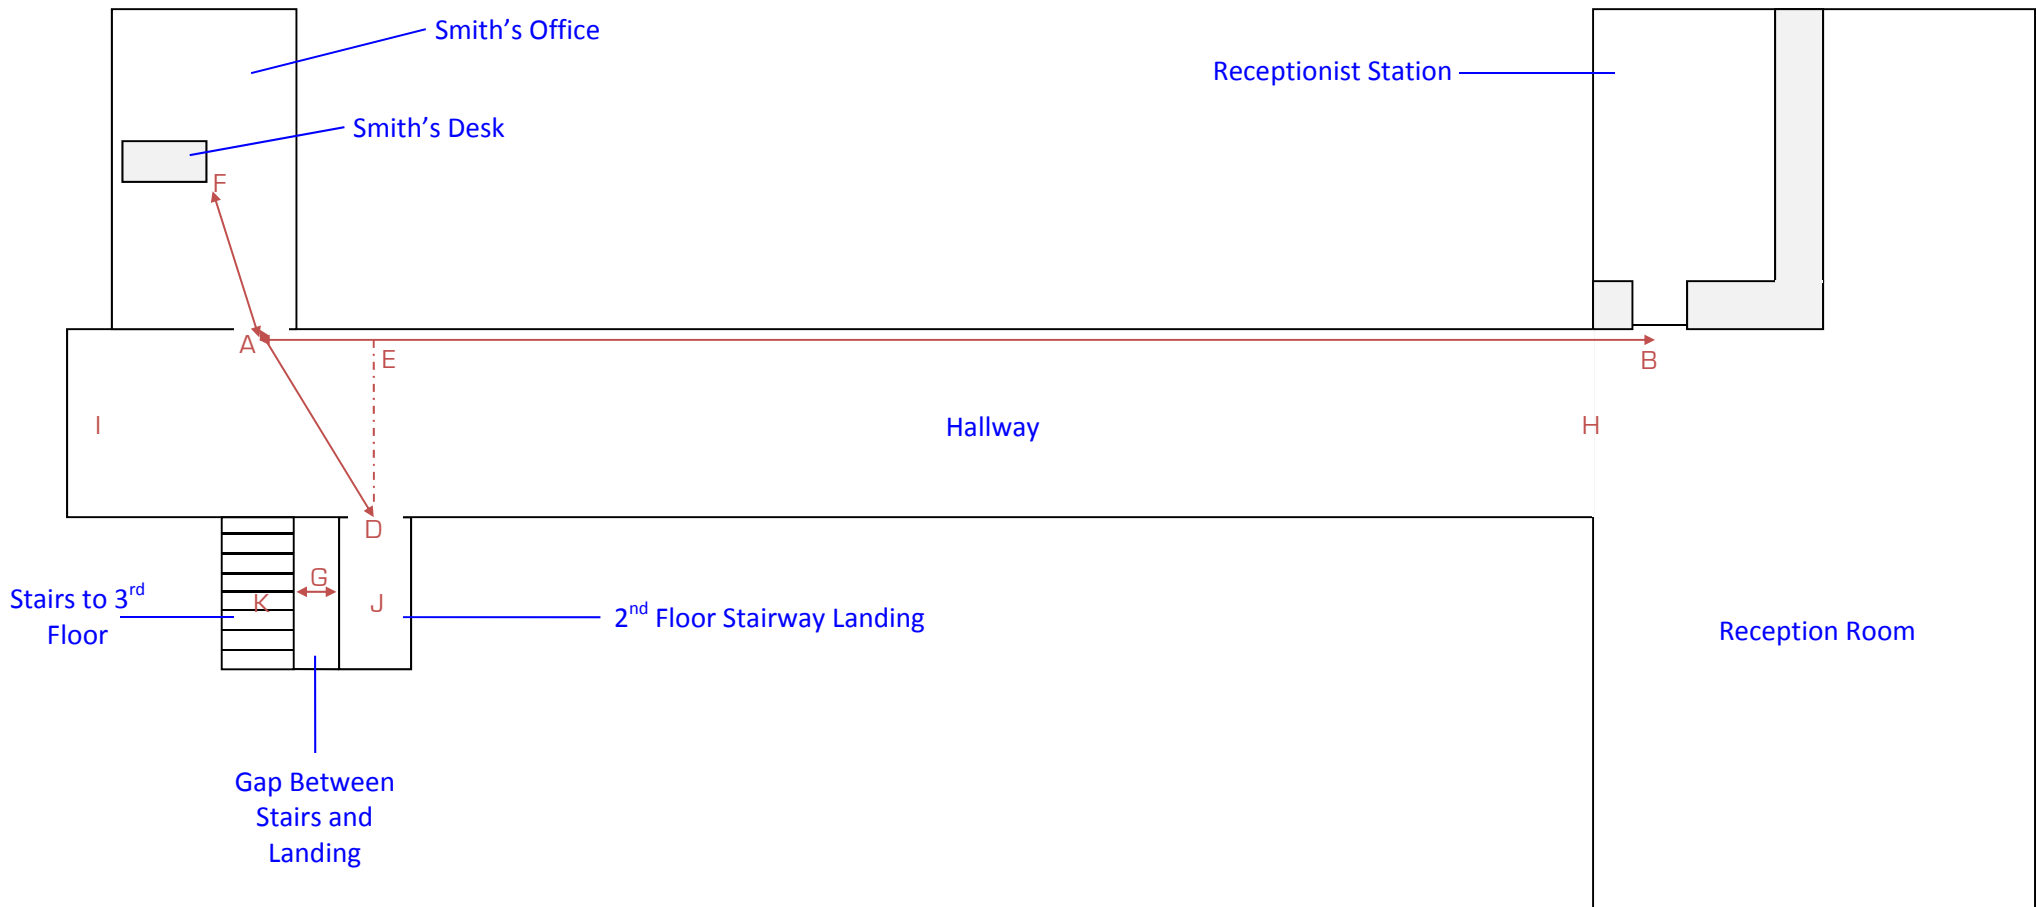 Smith’s Office
Receptionist Station
Smith’s Desk
F
A
E
B
I
Hallway
H
D
G
Stairs to 3rd
Floor
K
J
2nd Floor Stairway Landing
Reception Room
Gap Between
Stairs and
Landing